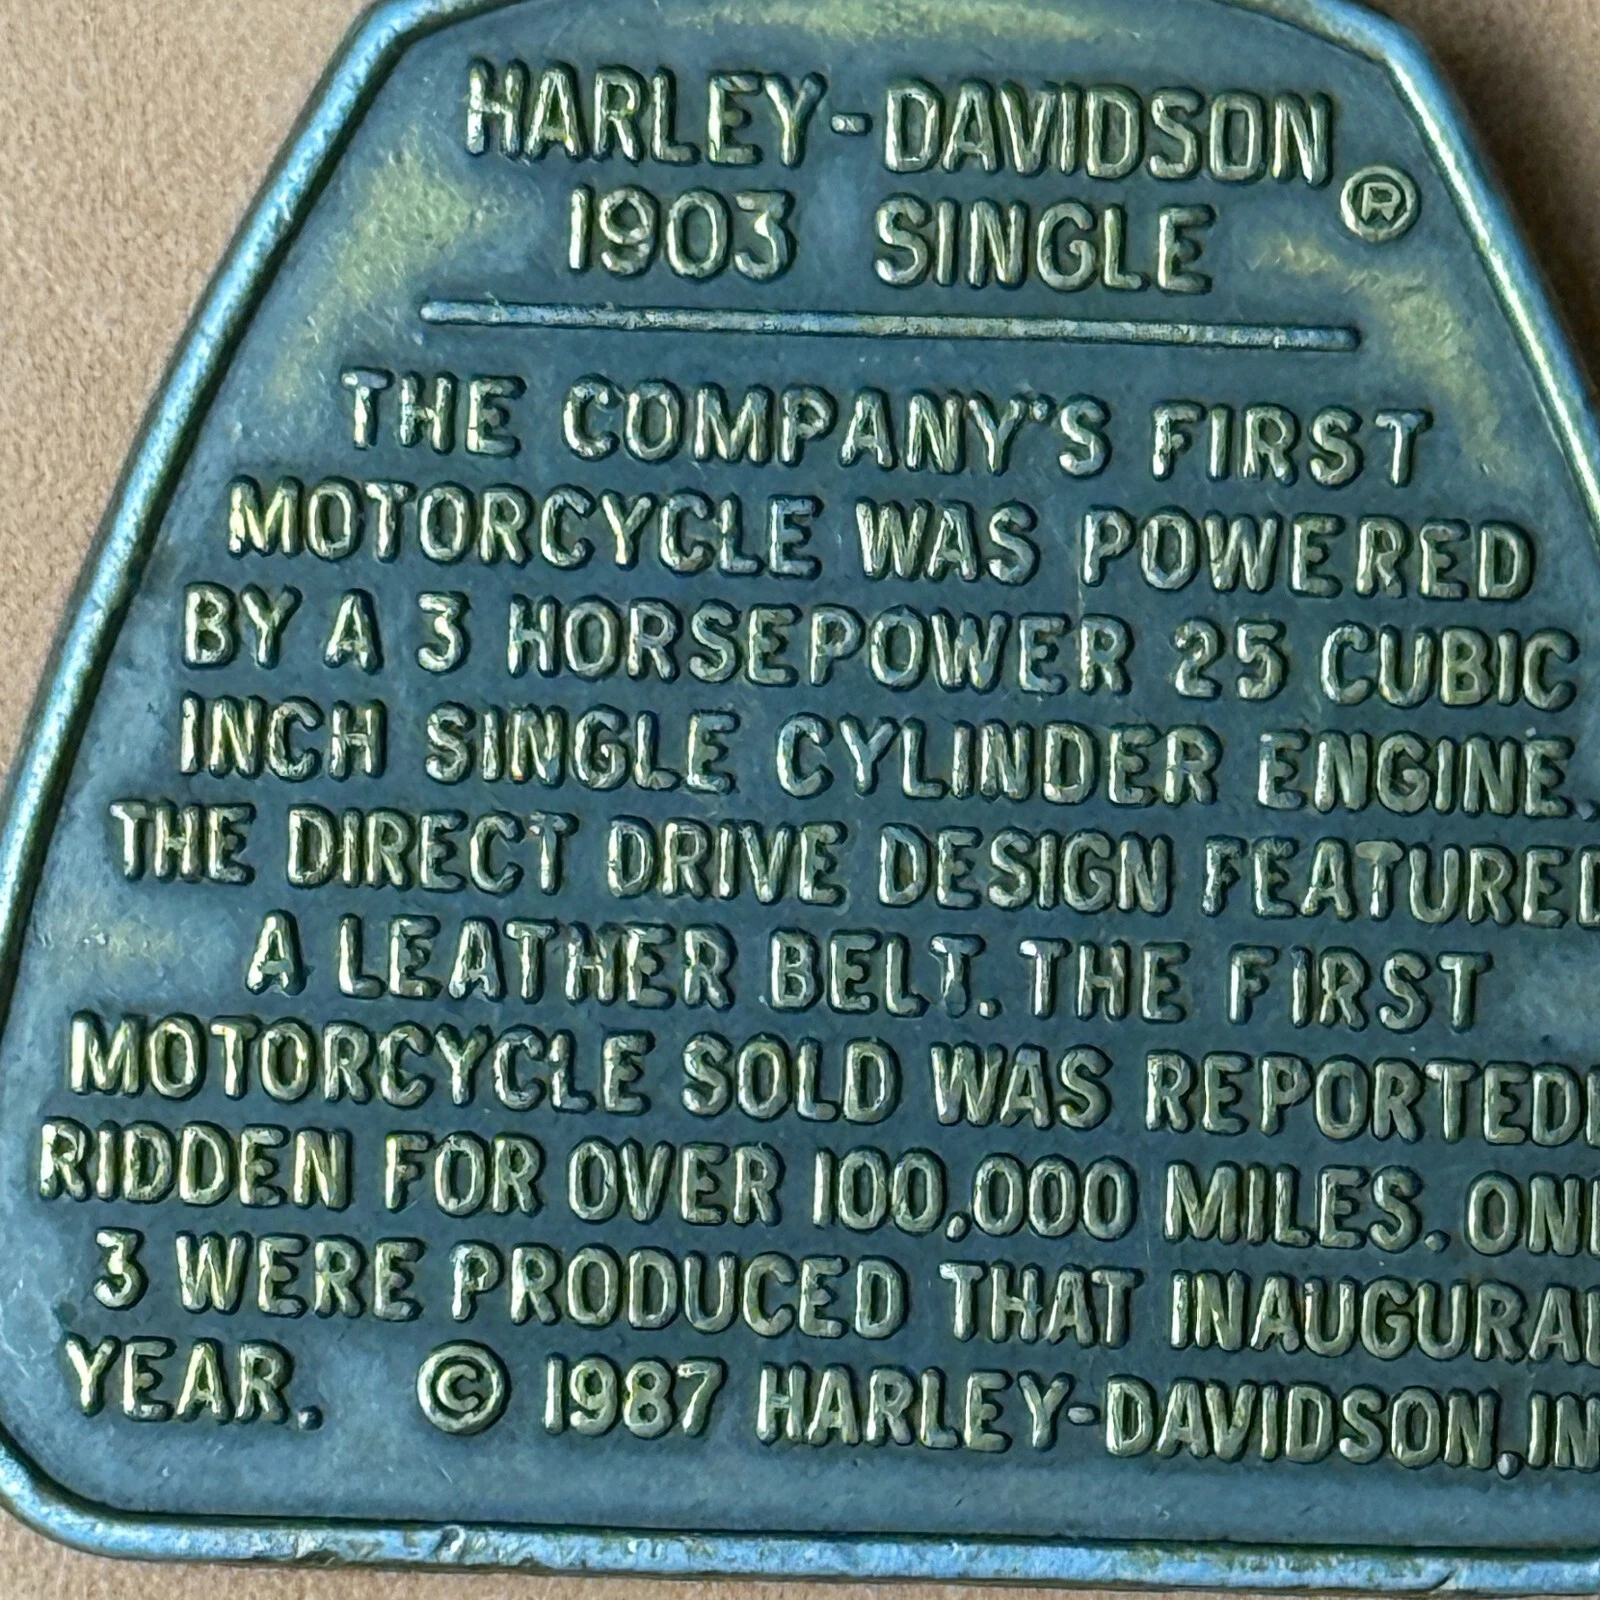 HARLEY-DAVIDSON ®
1903 SINGLE
THE COMPANY'S FIRST
MOTORCYCLE WAS POWERED
BY A 3 HORSEPOWER 25 CUBIC
INCH SINGLE CYLINDER ENGINE.
THE DIRECT DRIVE DESIGN FEATURED
A LEATHER BELT. THE FIRST
MOTORCYCLE SOLD WAS
RIDDEN FOR OVER 100,000 MILES.
3 WERE PRODUCED THAT INAUGURAL
YEAR. © 1987 HARLEY-DAVIDSON,